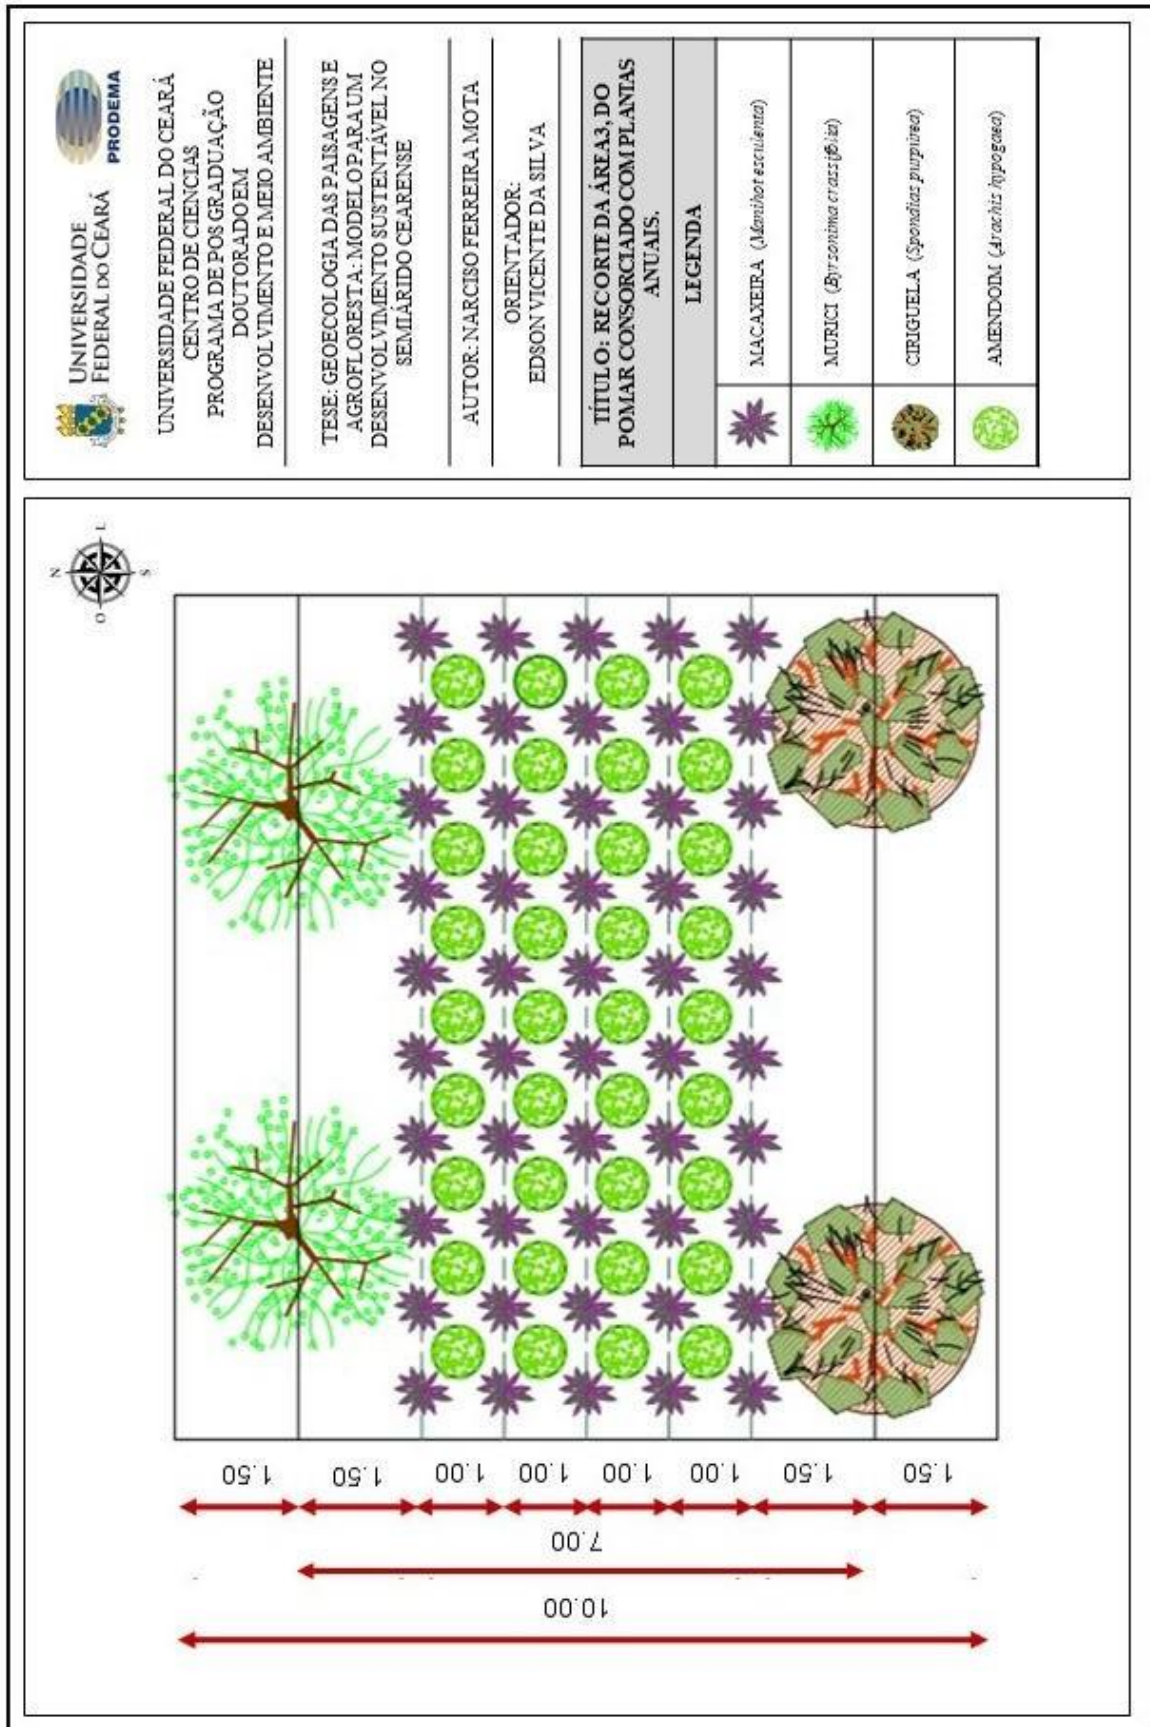 UNIVERSIDADE
FEDERAL DO CEARÁ
PRODEMA
UNIVERSIDADE FEDERAL DO CEARÁ
CENTRO DE CIENCIAS
PROGRAMA DE POS GRADUAÇÃO
DOUTORADO EM
DESENVOLVIMENTO E MEIO AMBIENTE
TESE: GEOECOLOGIA DAS PAISAGENS E
AGROFLORESTA: MODELO PARA UM
DESENVOLVIMENTO SUSTENTÁVEL NO
SEMIÁRIDO CEARENSE
AUTOR: NARCISO FERREIRA MOTA
ORIENTADOR:
EDSON VICENTE DA SILVA
TÍTULO: RECORTE DA ÁREA3, DO
POMAR CONSORCIADO COM PLANTAS
ANUAIS.
LEGENDA
MACAXEIRA (Manihot esculenta)
MURICI (Byrsonima crassifolia)
CIRIGUELA (Spondias purpurea)
AMENDOIM (Arachis hypogaea)
N
O
L
S
1.50
1.50
1.00
1.00
1.00
1.00
1.50
1.50
7.00
10.00